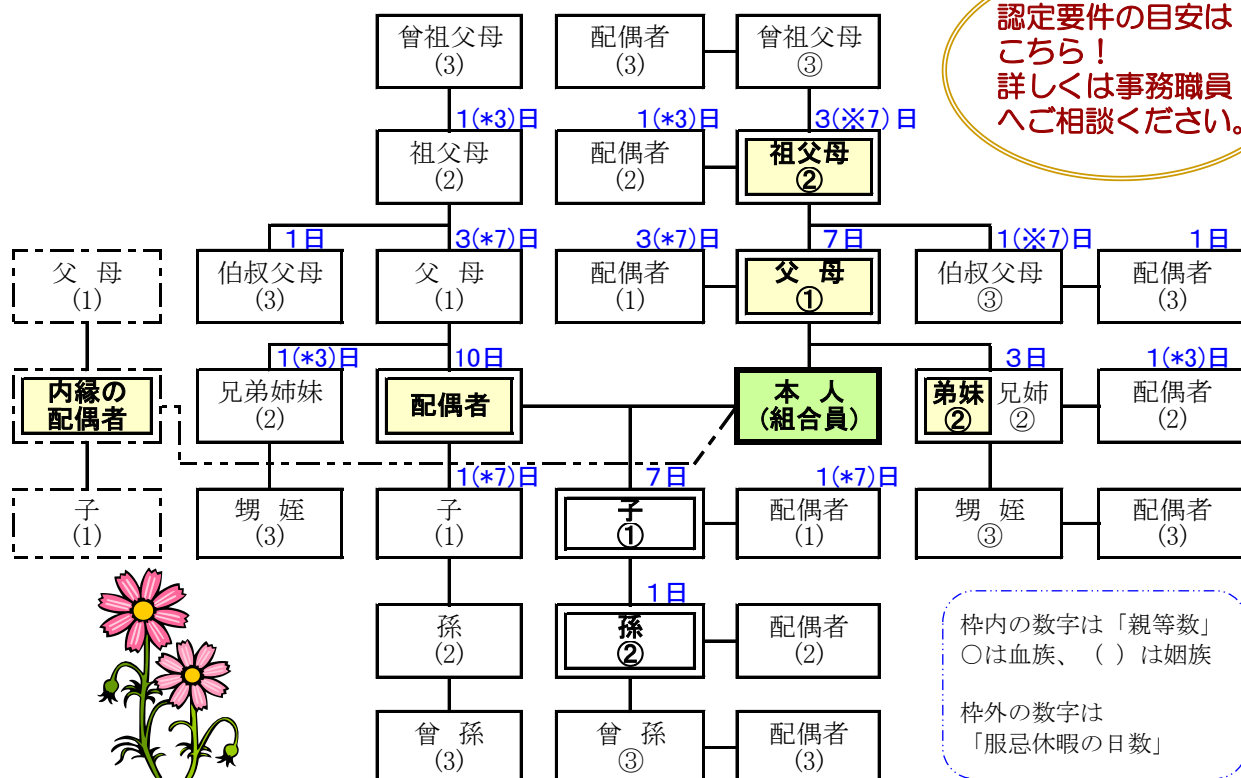 認定要件の目安は
こちら！
詳しくは事務職員
へご相談ください。
曾祖父母
(3)
配偶者
(3)
曾祖父母
③
1(*3)日
1(*3)日
3(※7)日
祖父母
(2)
配偶者
(2)
祖父母
②
1日
3(*7)日
3(*7)日
7日
1(※7)日
1日
父 母
(1)
伯叔父母
(3)
父 母
(1)
配偶者
(1)
父 母
①
伯叔父母
③
配偶者
(3)
1(*3)日
10日
3日
1(*3)日
内縁の
配偶者
兄弟姉妹
(2)
配偶者
本 人
(組合員)
弟妹
②
兄姉
②
配偶者
(2)
1(*7)日
7日
1(*7)日
子
(1)
甥 姪
(3)
子
(1)
子
①
配偶者
(1)
甥 姪
③
配偶者
(3)
1日
孫
(2)
孫
②
配偶者
(2)
曾 孫
(3)
曾 孫
③
配偶者
(3)
枠内の数字は「親等数」
○は血族、( )は姻族
枠外の数字は
「服忌休暇の日数」